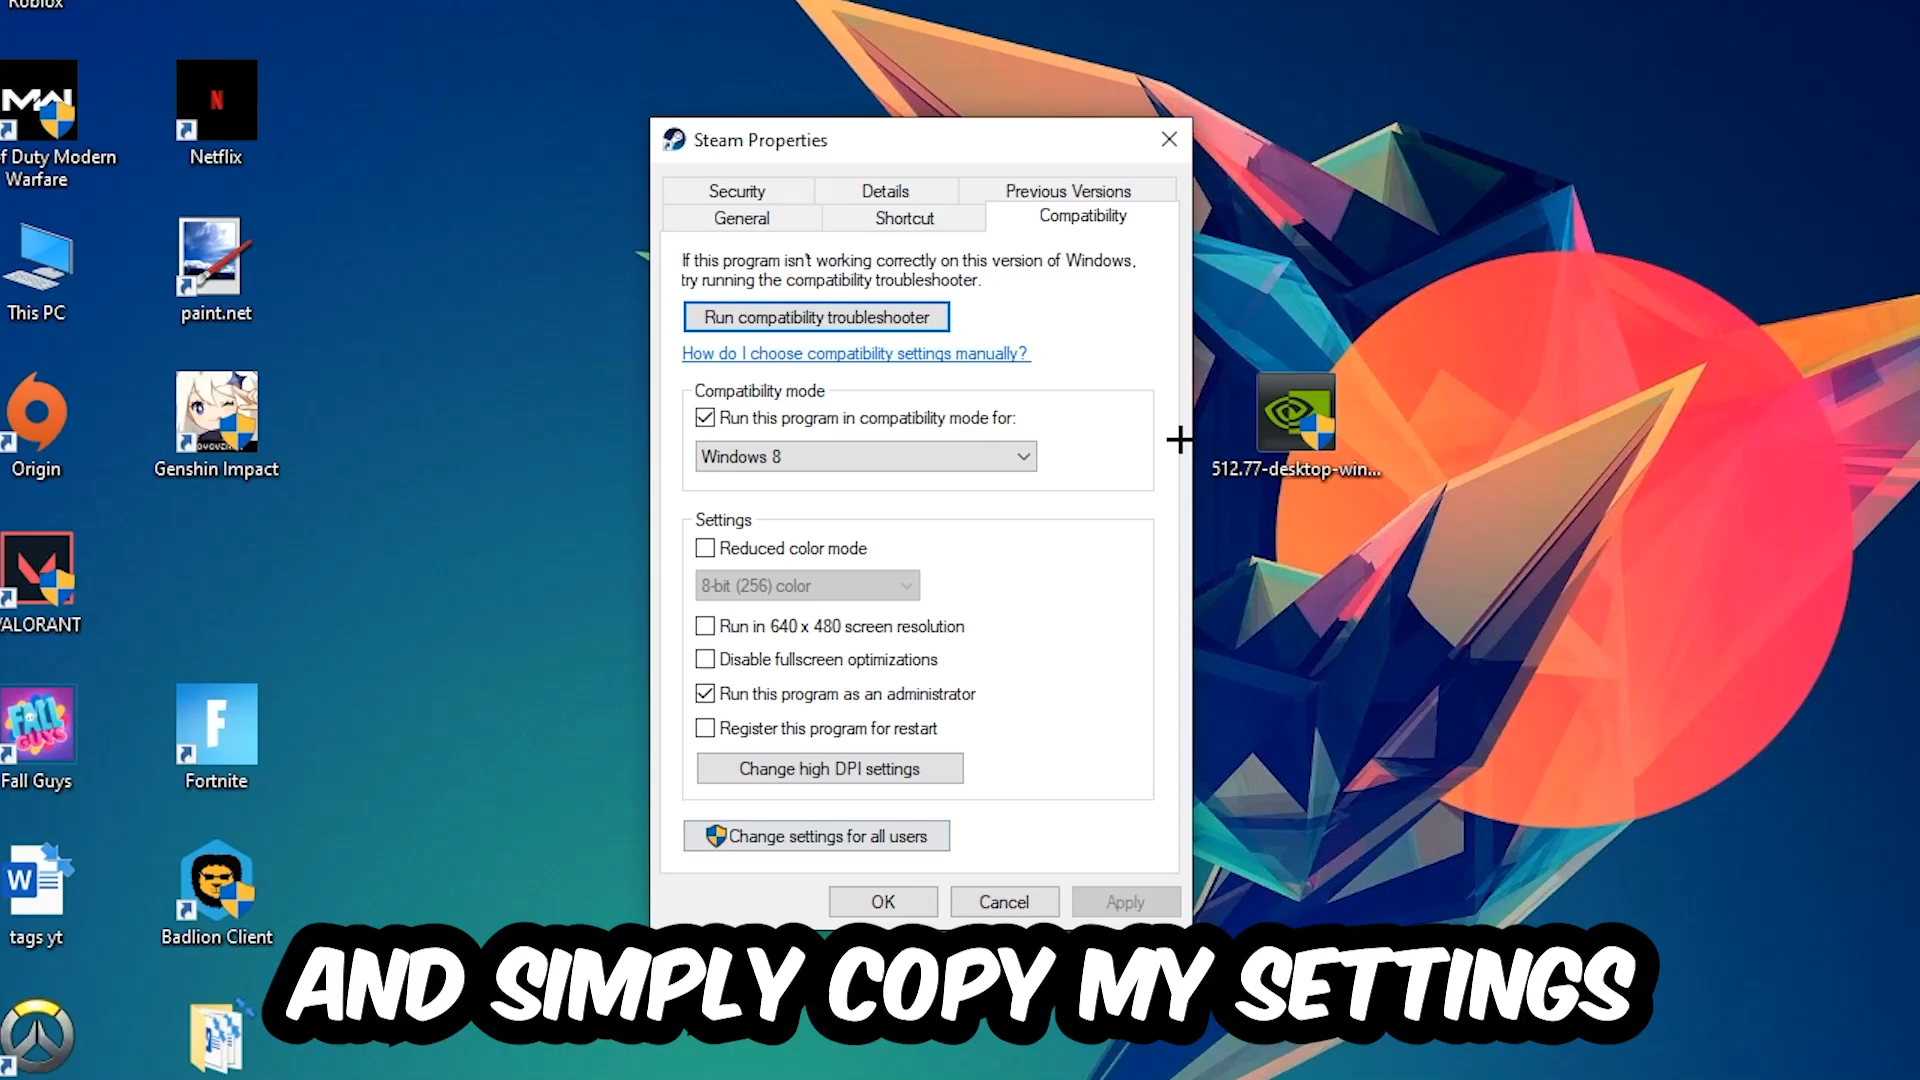 Roblox
f Duty Modern
Warfare
Netflix
This PC
paint.net
Origin
Genshin Impact
VALORANT
FALL
GUYS
Fall Guys
Fortnite
W
tags yt
Badlion Client
Steam Properties
Security
Details
Previous Versions
General
Shortcut
Compatibility
If this program isn't working correctly on this version of Windows,
try running the compatibility troubleshooter.
Run compatibility troubleshooter
How do I choose compatibility settings manually?
Compatibility mode
Run this program in compatibility mode for:
Windows 8
Settings
Reduced color mode
8-bit (256) color
Run in 640 x 480 screen resolution
Disable fullscreen optimizations
Run this program as an administrator
Register this program for restart
Change high DPI settings
Change settings for all users
OK
Cancel
Apply
512.77-desktop-win...
AND SIMPLY COPY MY SETTINGS